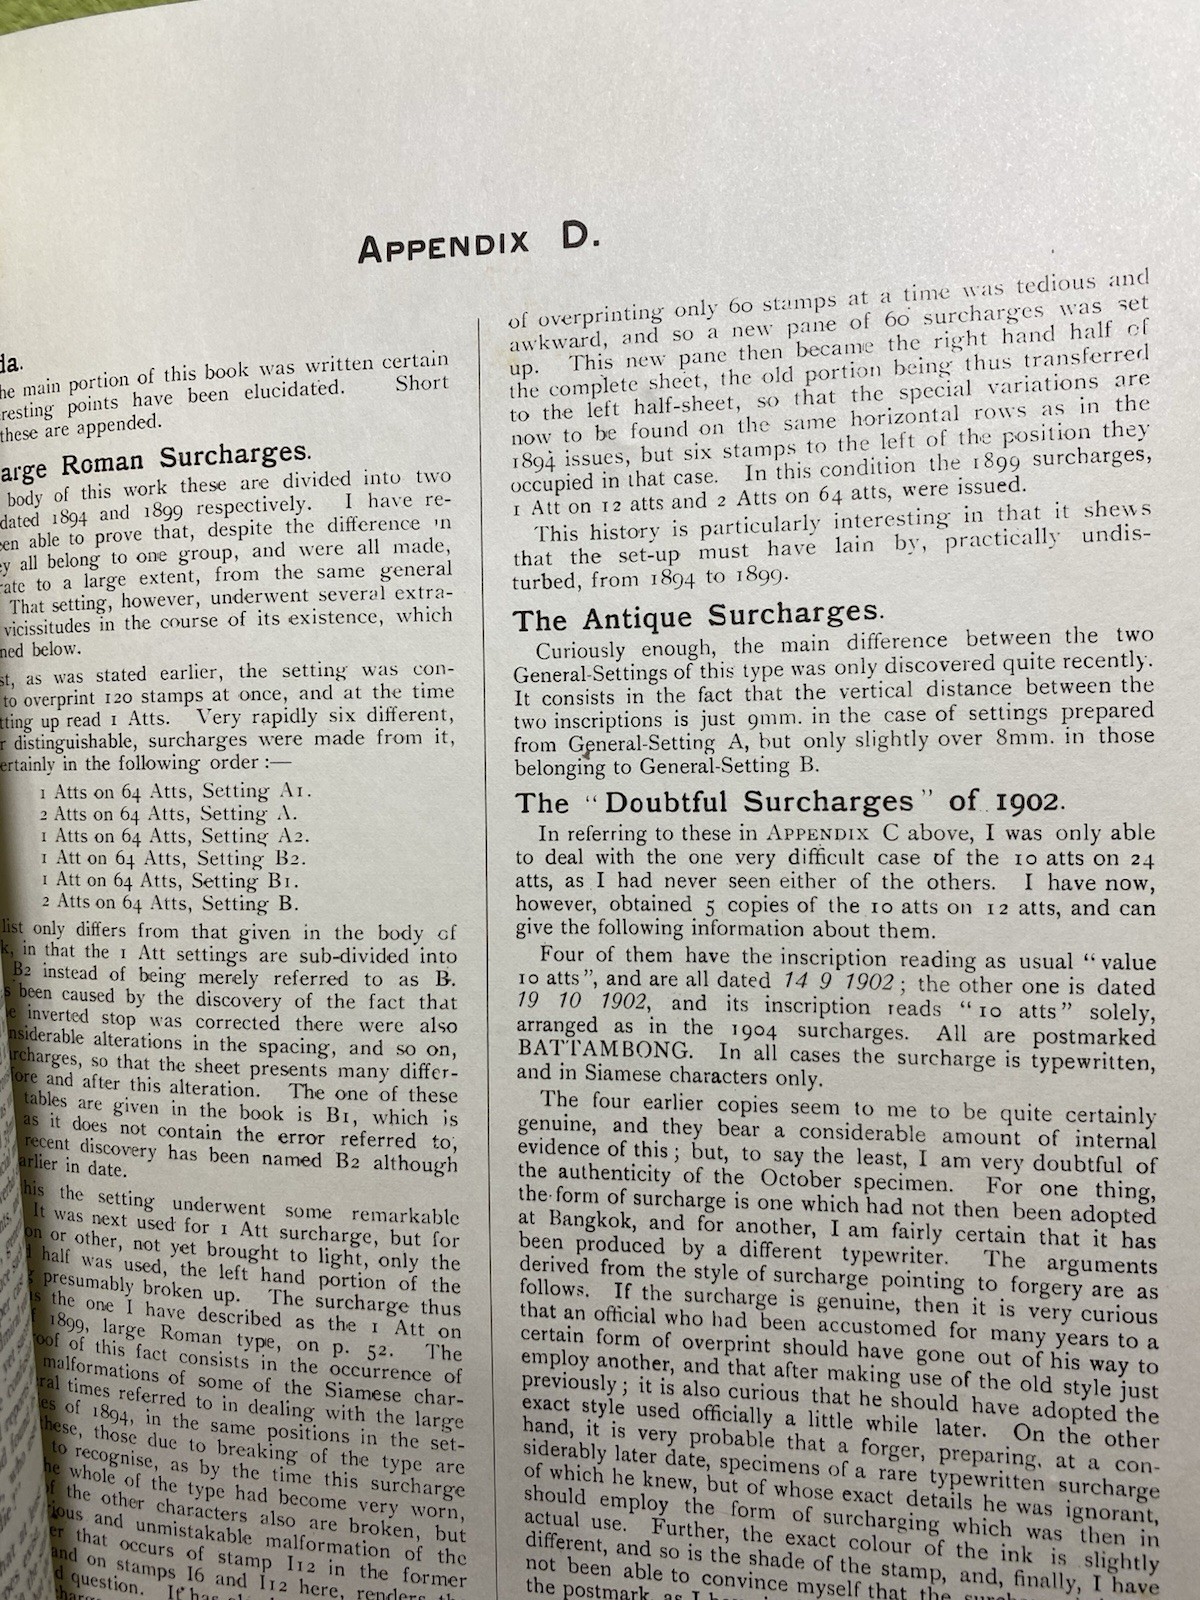 APPENDIX D.
da.
he main portion of this book was written certain
resting points have been elucidated. Short
these are appended.
arge Roman Surcharges.
body of this work these are divided into two
dated 1894 and 1899 respectively. I have re-
en able to prove that, despite the difference in
y all belong to one group, and were all made,
rate to a large extent, from the same general
That setting, however, underwent several extra-
vicissitudes in the course of its existence, which
ned below.
st, as was stated earlier, the setting was con-
to overprint 120 stamps at once, and at the time
tting up read 1 Atts. Very rapidly six different,
r distinguishable, surcharges were made from it,
ertainly in the following order :—
1 Atts on 64 Atts, Setting A1.
2 Atts on 64 Atts, Setting A.
1 Atts on 64 Atts, Setting A2.
1 Att on 64 Atts, Setting B2.
1 Att on 64 Atts, Setting B1.
2 Atts on 64 Atts, Setting B.
list only differs from that given in the body of
k, in that the 1 Att settings are sub-divided into
B2 instead of being merely referred to as B.
s been caused by the discovery of the fact that
e inverted stop was corrected there were also
nsiderable alterations in the spacing, and so on,
rcharges, so that the sheet presents many differ-
ore and after this alteration. The one of these
tables are given in the book is B1, which is
as it does not contain the error referred to;
recent discovery has been named B2 although
arlier in date.
his the setting underwent some remarkable
It was next used for 1 Att surcharge, but for
on or other, not yet brought to light, only the
half was used, the left hand portion of the
presumably broken up. The surcharge thus
s the one I have described as the 1 Att on
1899, large Roman type, on p. 52. The
oof of this fact consists in the occurrence of
malformations of some of the Siamese char-
ral times referred to in dealing with the large
es of 1894, in the same positions in the set-
hese, those due to breaking of the type are
to recognise, as by the time this surcharge
he whole of the type had become very worn,
f the other characters also are broken, but
ious and unmistakable malformation of the
er that occurs of stamp I12 in the former
and on stamps I6 and I12 here, renders the
d question. If
of overprinting only 60 stamps at a time was tedious and
awkward, and so a new pane of 60 surcharges was set
up. This new pane then became the right hand half of
the complete sheet, the old portion being thus transferred
to the left half-sheet, so that the special variations are
now to be found on the same horizontal rows as in the
1894 issues, but six stamps to the left of the position they
occupied in that case. In this condition the 1899 surcharges,
1 Att on 12 atts and 2 Atts on 64 atts, were issued.
This history is particularly interesting in that it shews
that the set-up must have lain by, practically undis-
turbed, from 1894 to 1899.
The Antique Surcharges.
Curiously enough, the main difference between the two
General-Settings of this type was only discovered quite recently.
It consists in the fact that the vertical distance between the
two inscriptions is just 9mm. in the case of settings prepared
from General-Setting A, but only slightly over 8mm. in those
belonging to General-Setting B.
The "Doubtful Surcharges" of 1902.
In referring to these in APPENDIX C above, I was only able
to deal with the one very difficult case of the 10 atts on 24
atts, as I had never seen either of the others. I have now,
however, obtained 5 copies of the 10 atts on 12 atts, and can
give the following information about them.
Four of them have the inscription reading as usual "value
10 atts", and are all dated 14 9 1902 ; the other one is dated
19 10 1902, and its inscription reads "10 atts" solely,
arranged as in the 1904 surcharges. All are postmarked
BATTAMBONG. In all cases the surcharge is typewritten,
and in Siamese characters only.
The four earlier copies seem to me to be quite certainly
genuine, and they bear a considerable amount of internal
evidence of this ; but, to say the least, I am very doubtful of
the authenticity of the October specimen. For one thing,
the form of surcharge is one which had not then been adopted
at Bangkok, and for another, I am fairly certain that it has
been produced by a different typewriter. The arguments
derived from the style of surcharge pointing to forgery are as
follows. If the surcharge is genuine, then it is very curious
that an official who had been accustomed for many years to a
certain form of overprint should have gone out of his way to
employ another, and that after making use of the old style just
previously ; it is also curious that he should have adopted the
exact style used officially a little while later. On the other
hand, it is very probable that a forger, preparing, at a con-
siderably later date, specimens of a rare typewritten surcharge
of which he knew, but of whose exact details he was ignorant,
should employ the form of surcharging which was then in
actual use. Further, the exact colour of the ink is slightly
different, and so is the shade of the stamp, and, finally, I have
not been able to convince myself that the
the postmark